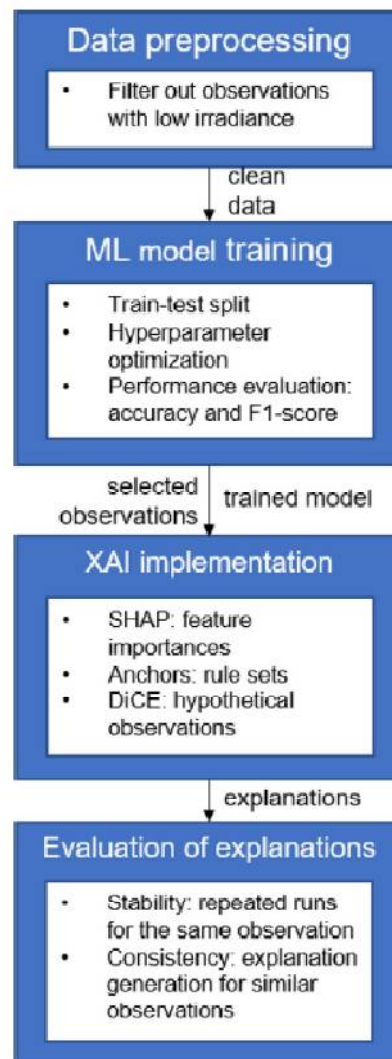 Data preprocessing
• Filter out observations
with low irradiance
clean
data
ML model training
• Train-test split
• Hyperparameter
optimization
• Performance evaluation:
accuracy and F1-score
selected
observations
trained model
XAI implementation
• SHAP: feature
importances
• Anchors: rule sets
• DiCE: hypothetical
observations
explanations
Evaluation of explanations
• Stability: repeated runs
for the same observation
• Consistency: explanation
generation for similar
observations